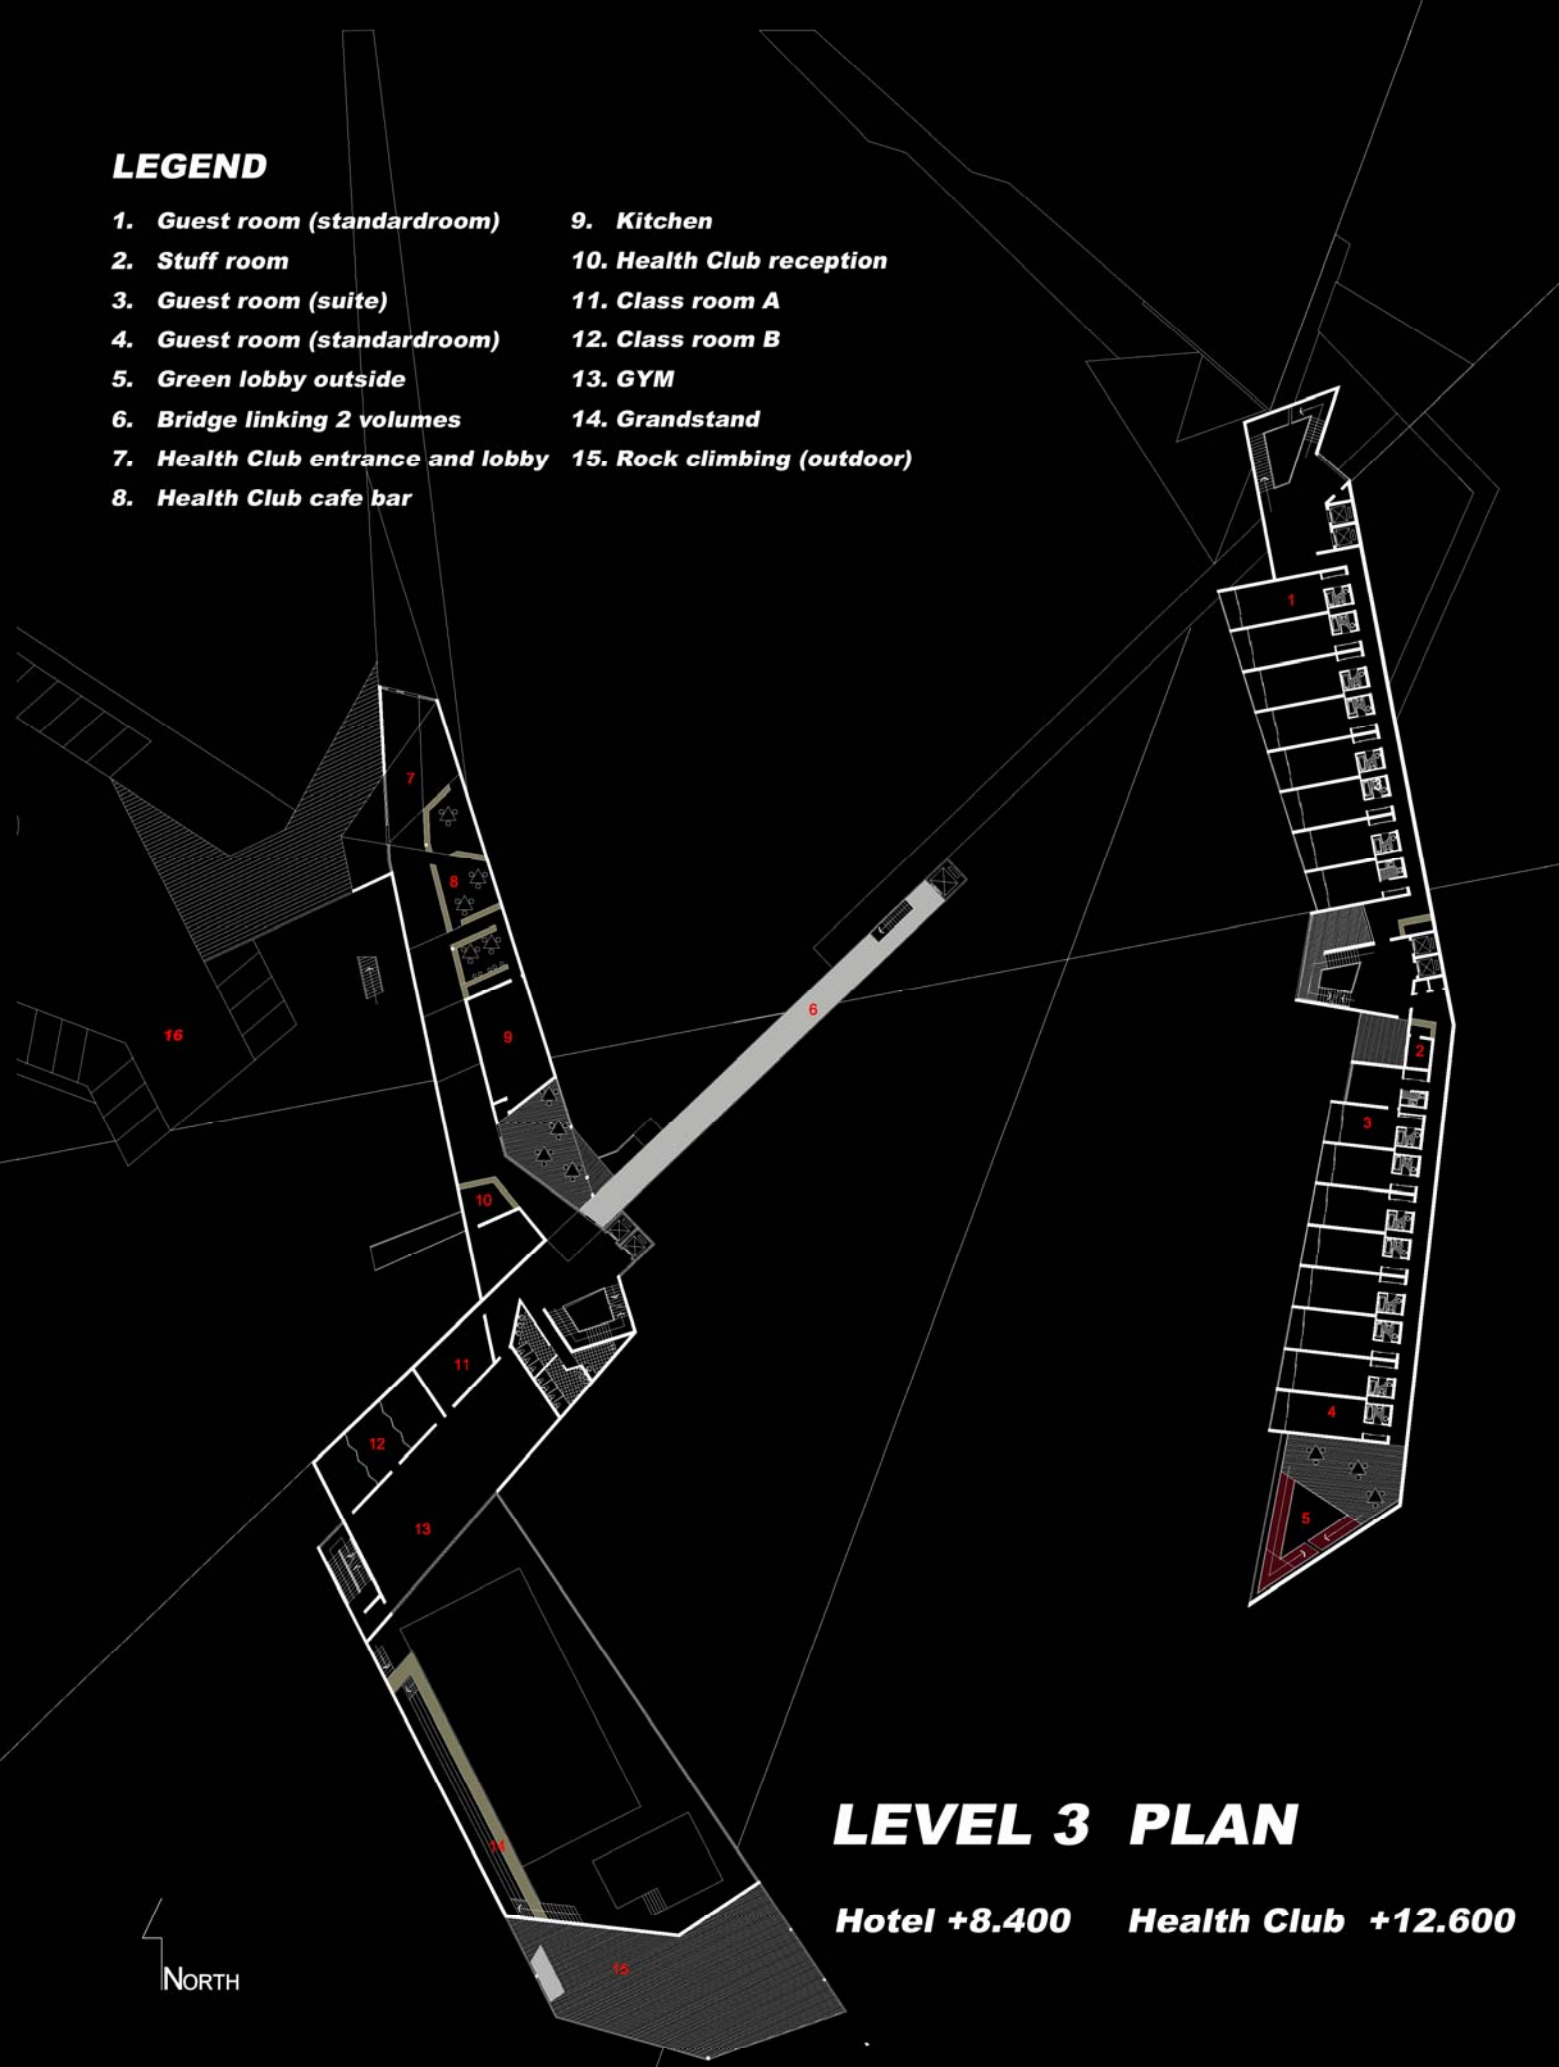 LEGEND
1. Guest room (standardroom)
2. Stuff room
3. Guest room (suite)
4. Guest room (standardroom)
5. Green lobby outside
6. Bridge linking 2 volumes
7. Health Club entrance and lobby
8. Health Club cafe bar
9. Kitchen
10. Health Club reception
11. Class room A
12. Class room B
13. GYM
14. Grandstand
15. Rock climbing (outdoor)
1
7
3
8
6
16
9
2
3
10
11
4
12
5
13
14
15
LEVEL 3 PLAN
Hotel +8.400 Health Club +12.600
NORTH